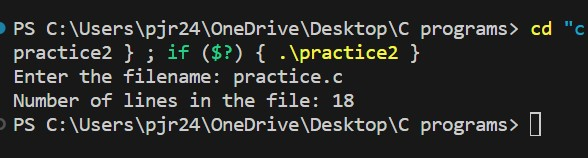 PS C:\Users\pjr24\OneDrive\Desktop\C programs> cd "c
practice2 } ; if ($?) { .\practice2 }
Enter the filename: practice.c
Number of lines in the file: 18
PS C:\Users\pjr24\OneDrive\Desktop\C programs>